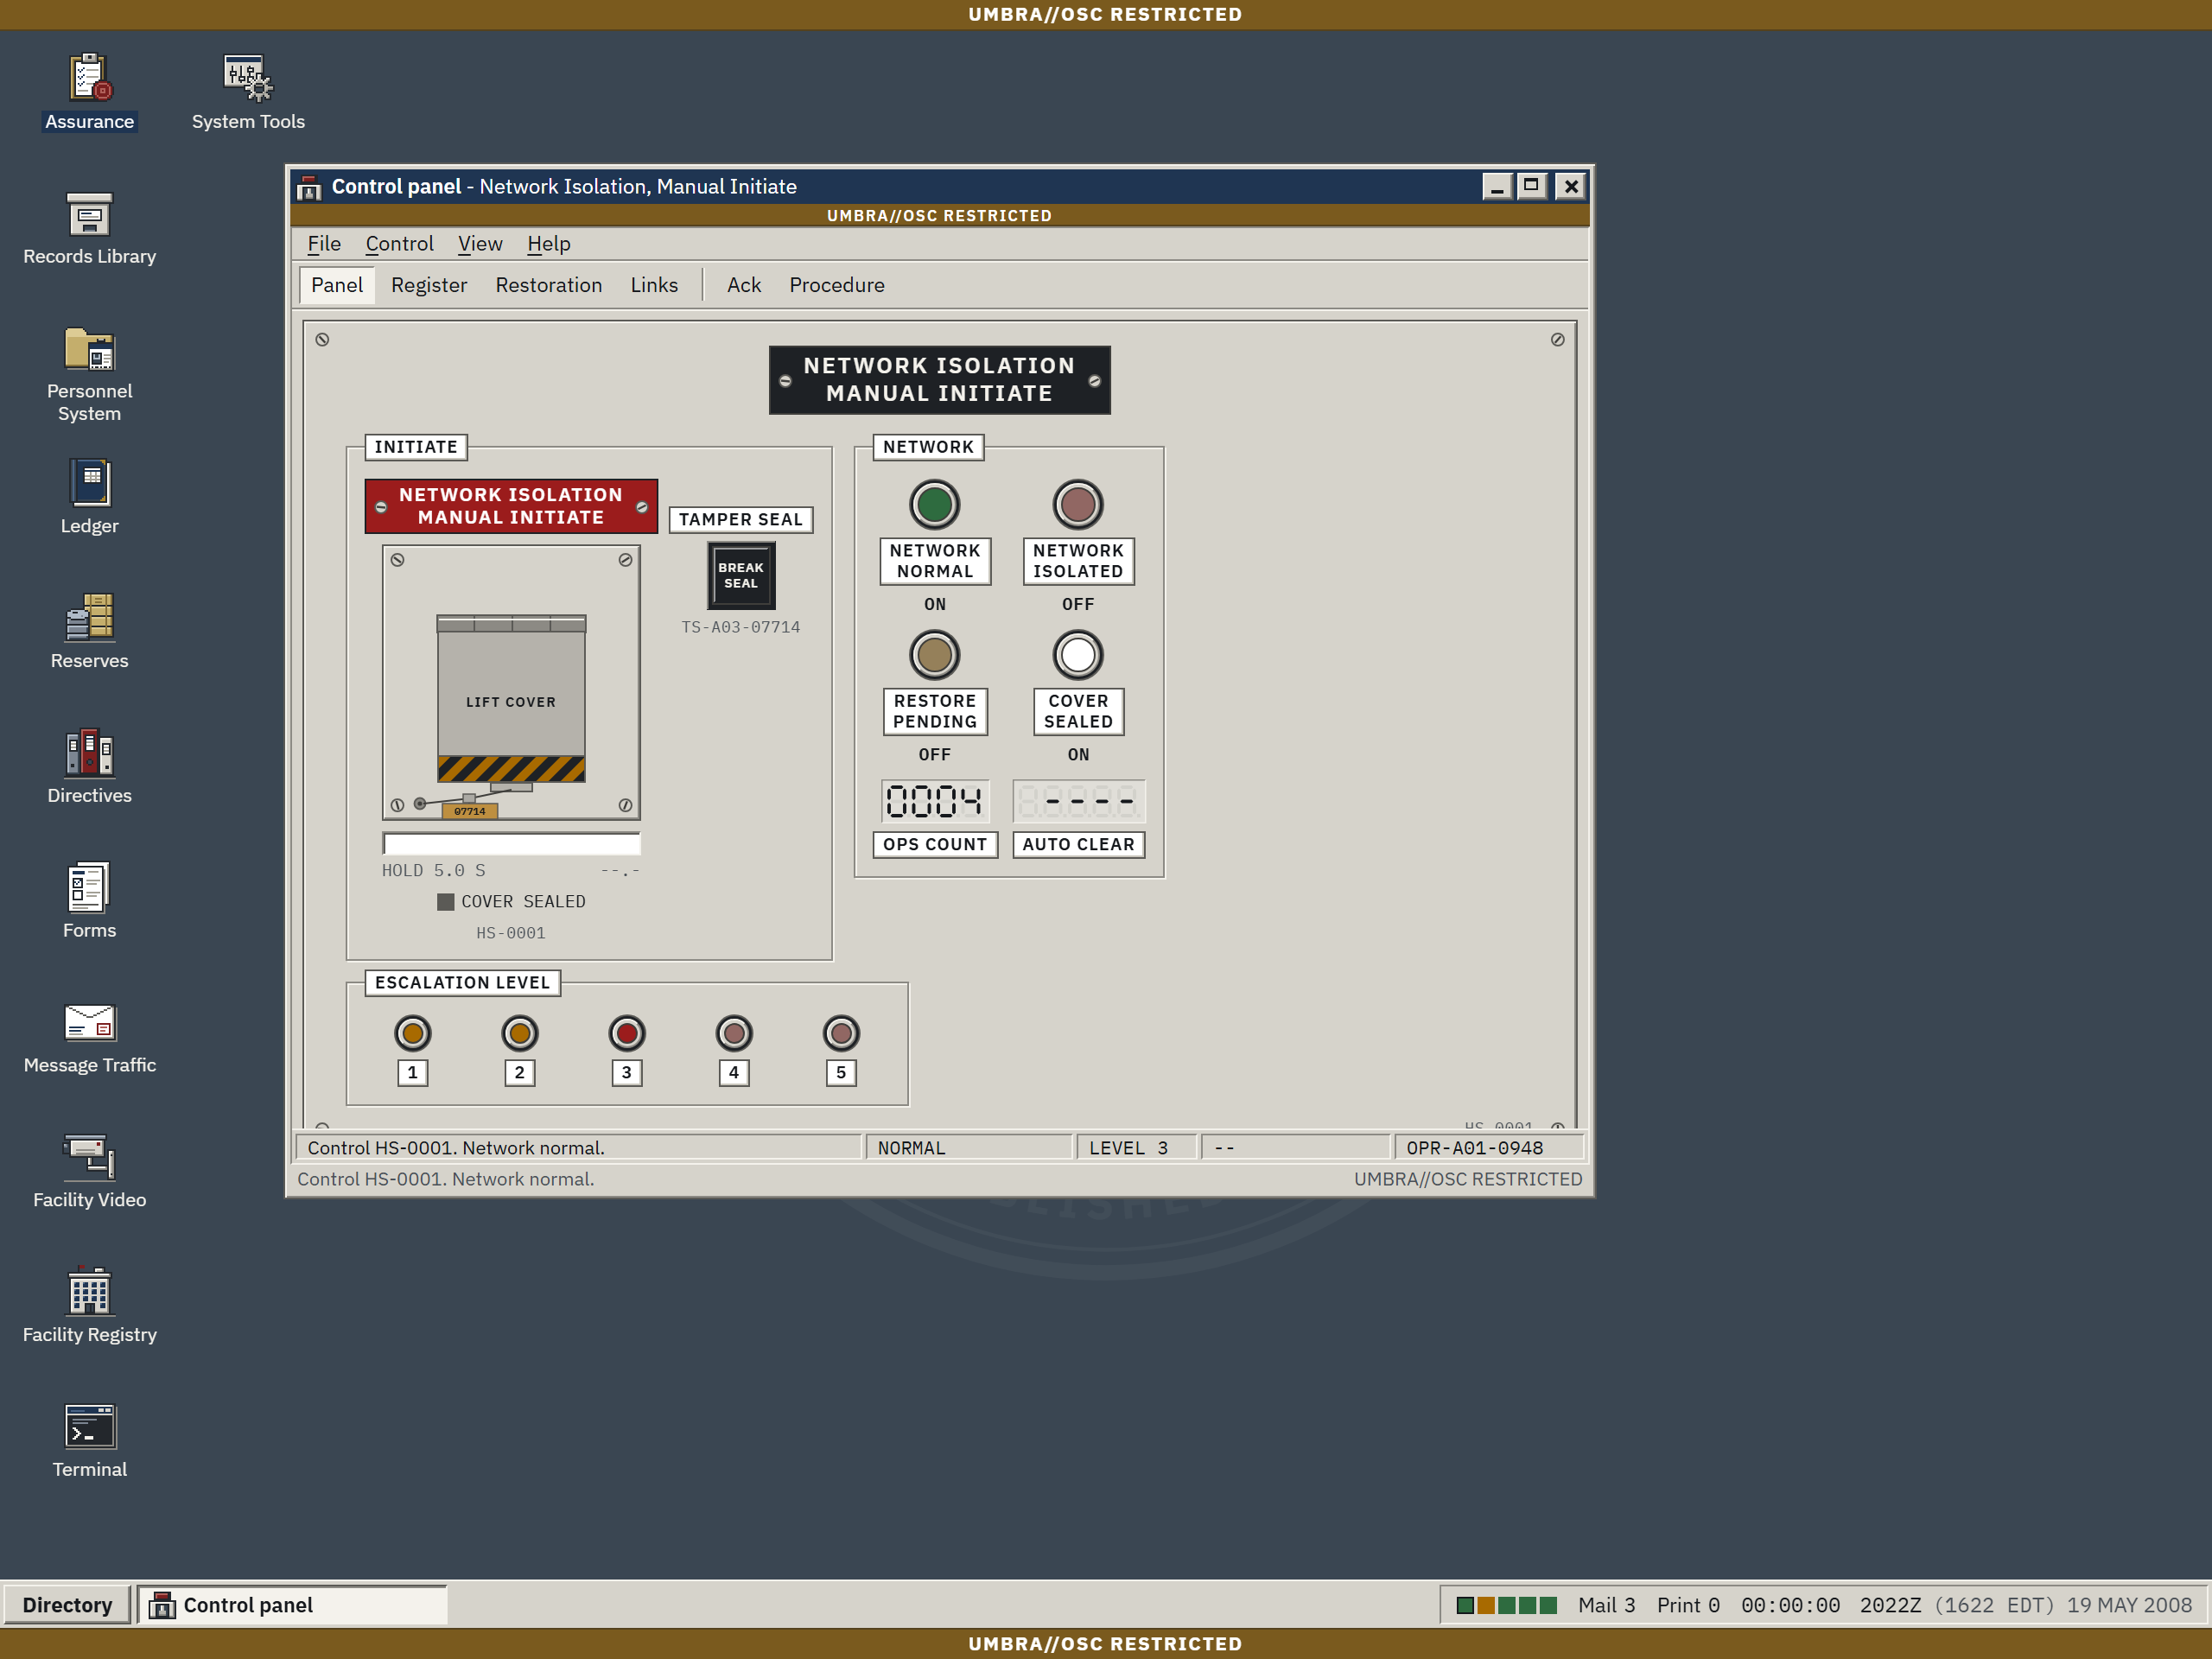 UMBRA//OSC RESTRICTED
Assurance
System Tools
Records Library
Personnel
System
Ledger
Reserves
Directives
Forms
Message Traffic
Facility Video
Facility Registry
Terminal
Control panel - Network Isolation, Manual Initiate
UMBRA//OSC RESTRICTED
File Control View Help
Panel Register Restoration Links Ack Procedure
NETWORK ISOLATION
MANUAL INITIATE
INITIATE
NETWORK ISOLATION
MANUAL INITIATE
TAMPER SEAL
BREAK
SEAL
TS-A03-07714
LIFT COVER
07714
HOLD 5.0 S --.-
COVER SEALED
HS-0001
NETWORK
NETWORK
NORMAL
ON
NETWORK
ISOLATED
OFF
RESTORE
PENDING
OFF
COVER
SEALED
ON
0004
OPS COUNT
----
AUTO CLEAR
ESCALATION LEVEL
1 2 3 4 5
HS-0001
Control HS-0001. Network normal. NORMAL LEVEL 3 -- OPR-A01-0948
Control HS-0001. Network normal. UMBRA//OSC RESTRICTED
Directory Control panel Mail 3 Print 0 00:00:00 2022Z (1622 EDT) 19 MAY 2008
UMBRA//OSC RESTRICTED